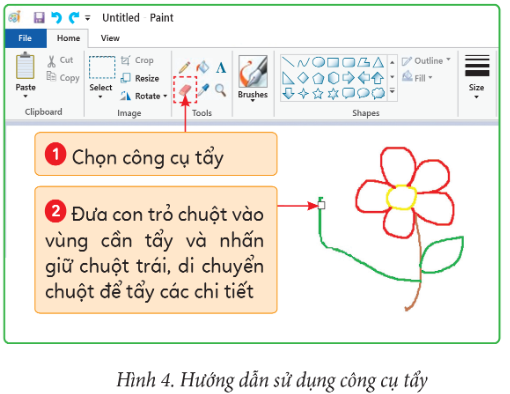 Untitled - Paint
File Home View
Paste
Cut
Copy
Clipboard
Select
Crop
Resize
Rotate
Image
A
Tools
Brushes
Outline
Fill
Shapes
Size
1 Chọn công cụ tẩy
2 Đưa con trỏ chuột vào
vùng cần tẩy và nhấn
giữ chuột trái, di chuyển
chuột để tẩy các chi tiết
Hình 4. Hướng dẫn sử dụng công cụ tẩy